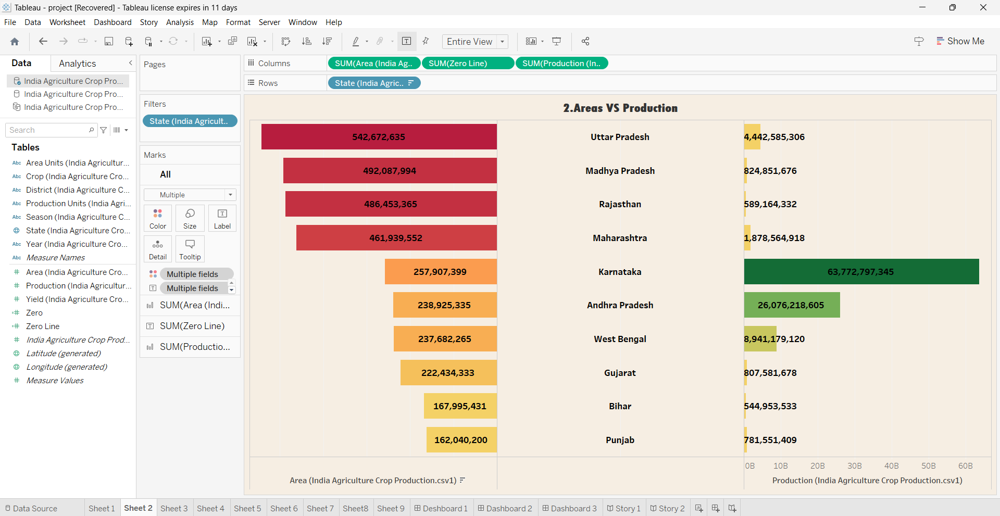 Tableau - project [Recovered] - Tableau license expires in 11 days
File Data Worksheet Dashboard Story Analysis Map Format Server Window Help
Entire View
Show Me
Data Analytics
India Agriculture Crop Pro...
India Agriculture Crop Pro...
India Agriculture Crop Pro...
Search
Tables
Abc Area Units (India Agricultur...
Abc Crop (India Agriculture Cro...
Abc District (India Agriculture C...
Abc Production Units (India Agri...
Abc Season (India Agriculture C...
State (India Agriculture Cro...
Abc Year (India Agriculture Cro...
Abc Measure Names
# Area (India Agriculture Cro...
# Production (India Agricultur...
# Yield (India Agriculture Cro...
=# Zero
=# Zero Line
# India Agriculture Crop Prod...
Latitude (generated)
Longitude (generated)
# Measure Values
Pages
Filters
State (India Agricult..
Marks
All
Multiple
Color Size Label
Detail Tooltip
Multiple fields
Multiple fields
SUM(Area (Indi...
SUM(Zero Line)
SUM(Productio...
Columns SUM(Area (India Ag.. SUM(Zero Line) SUM(Production (In..
Rows State (India Agric..
2.Areas VS Production
542,672,635 Uttar Pradesh 4,442,585,306
492,087,994 Madhya Pradesh 824,851,676
486,453,365 Rajasthan 589,164,332
461,939,552 Maharashtra 1,878,564,918
257,907,399 Karnataka 63,772,797,345
238,925,335 Andhra Pradesh 26,076,218,605
237,682,265 West Bengal 8,941,179,120
222,434,333 Gujarat 807,581,678
167,995,431 Bihar 544,953,533
162,040,200 Punjab 781,551,409
0B 10B 20B 30B 40B 50B 60B
Area (India Agriculture Crop Production.csv1) Production (India Agriculture Crop Production.csv1)
Data Source Sheet 1 Sheet 2 Sheet 3 Sheet 4 Sheet 5 Sheet 6 Sheet 7 Sheet8 Sheet 9 Deshboard 1 Dashboard 2 Dashboard 3 Story 1 Story 2